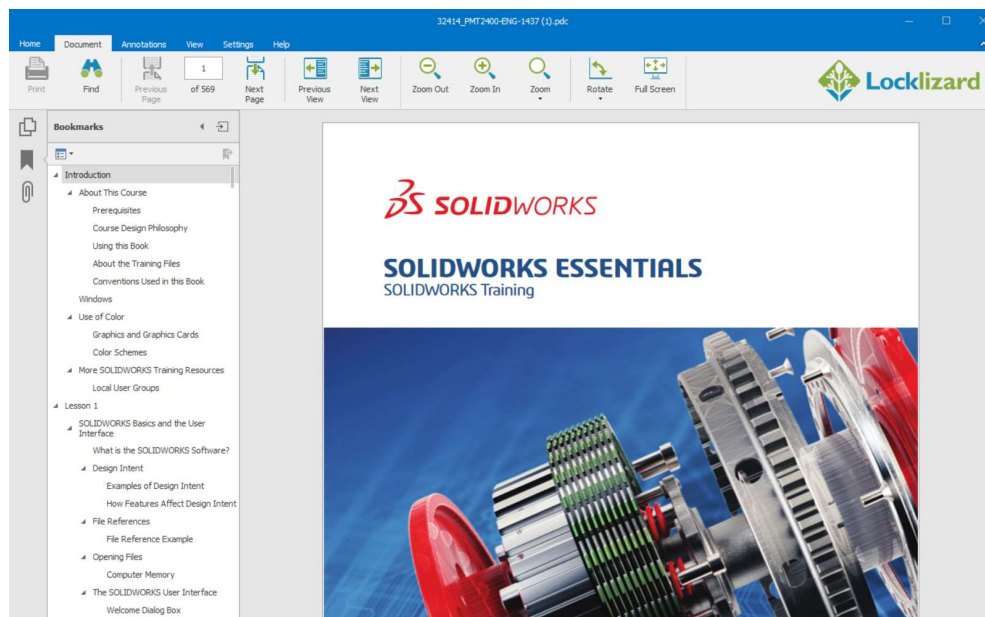 32414_PMT2400-ENG-1437 (1).pdc
Home Document Annotations View Settings Help
Print
Find
Previous Page
1
of 569
Next Page
Previous View
Next View
Zoom Out
Zoom In
Zoom
Rotate
Full Screen
Locklizard
Bookmarks
Introduction
About This Course
Prerequisites
Course Design Philosophy
Using this Book
About the Training Files
Conventions Used in this Book
Windows
Use of Color
Graphics and Graphics Cards
Color Schemes
More SOLIDWORKS Training Resources
Local User Groups
Lesson 1
SOLIDWORKS Basics and the User
Interface
What is the SOLIDWORKS Software?
Design Intent
Examples of Design Intent
How Features Affect Design Intent
File References
File Reference Example
Opening Files
Computer Memory
The SOLIDWORKS User Interface
Welcome Dialog Box
SOLIDWORKS
SOLIDWORKS ESSENTIALS
SOLIDWORKS Training